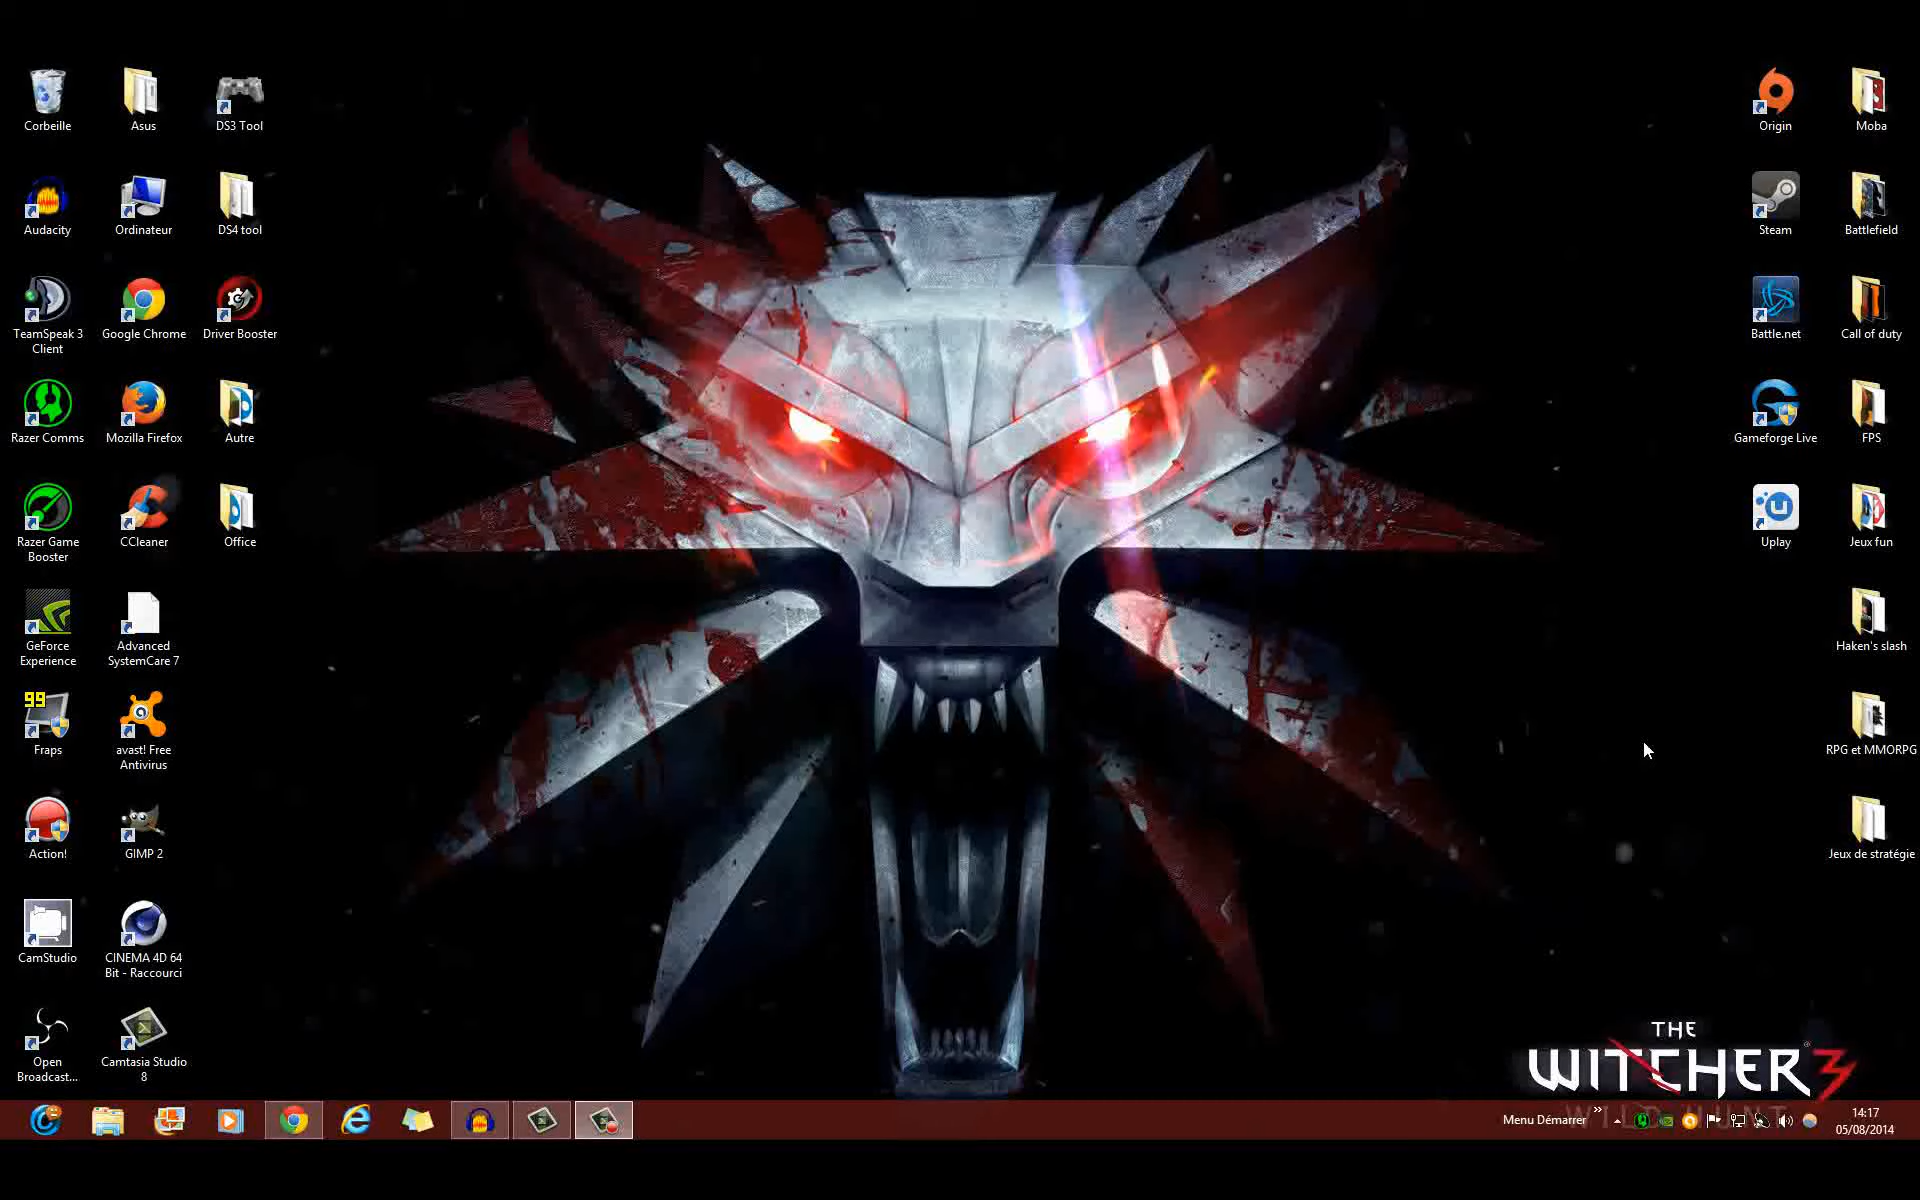 Corbeille
Asus
DS3 Tool
Origin
Moba
Audacity
Ordinateur
DS4 tool
Steam
Battlefield
TeamSpeak 3
Client
Google Chrome
Driver Booster
Battle.net
Call of duty
Razer Comms
Mozilla Firefox
Autre
Gameforge Live
FPS
Razer Game
Booster
CCleaner
Office
Uplay
Jeux fun
GeForce
Experience
Advanced
SystemCare 7
Haken's slash
99
Fraps
avast! Free
Antivirus
RPG et MMORPG
Action!
GIMP 2
Jeux de stratégie
CamStudio
CINEMA 4D 64
Bit - Raccourci
Open
Broadcast...
Camtasia Studio
8
THE
WITCHER 3
WILD HUNT
Menu Démarrer
14:17
05/08/2014